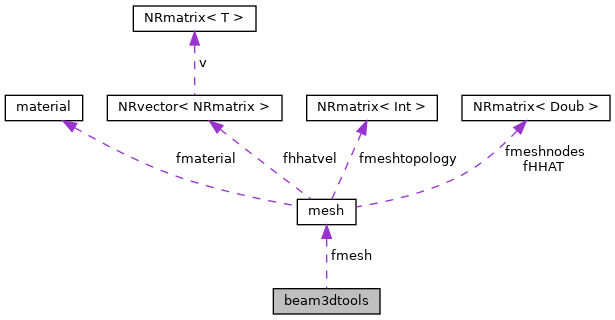 NRmatrix< T >
v
material
NRvector< NRmatrix >
NRmatrix< Int >
NRmatrix< Doub >
fmaterial
fhhatvel
fmeshtopology
fmeshnodes
fHHAT
mesh
fmesh
beam3dtools